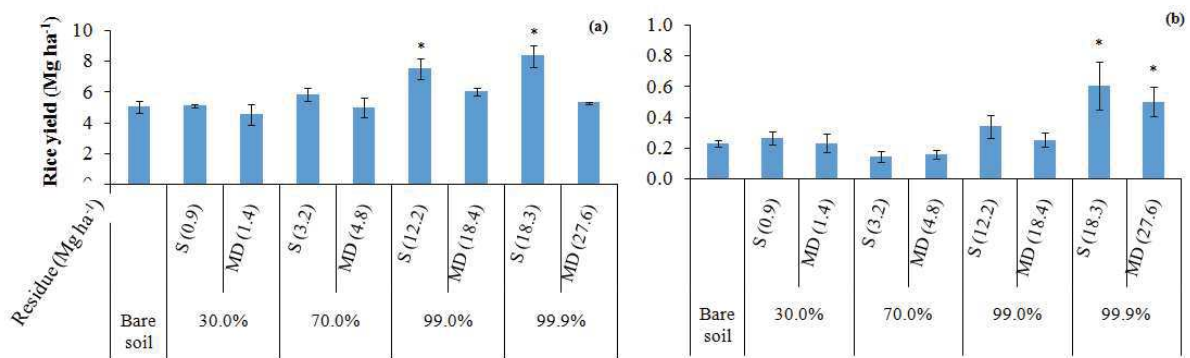 10
8
6
4
2
Rice yield (Mg ha-1)
(a)
*
*
Residue (Mg ha-1)
S (0.9)
MD (1.4)
S (3.2)
MD (4.8)
S (12.2)
MD (18.4)
S (18.3)
MD (27.6)
Bare
soil
30.0%
70.0%
99.0%
99.9%
1.0
0.8
0.6
0.4
0.2
0.0
(b)
*
*
S (0.9)
MD (1.4)
S (3.2)
MD (4.8)
S (12.2)
MD (18.4)
S (18.3)
MD (27.6)
Bare
soil
30.0%
70.0%
99.0%
99.9%